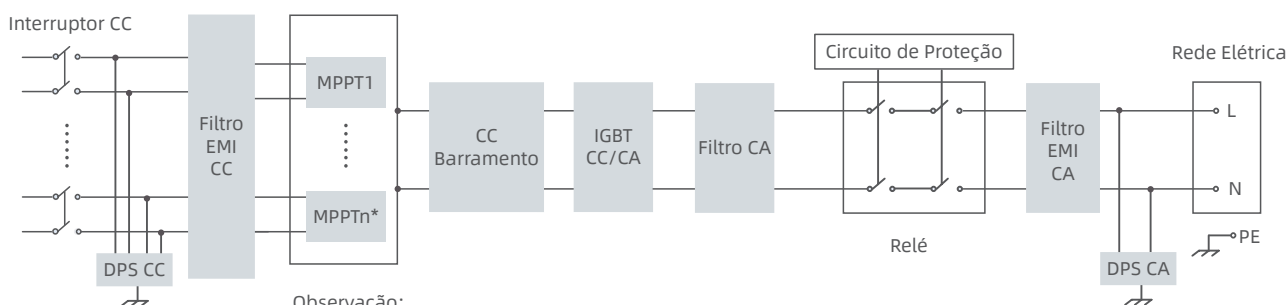 Interruptor CC
Circuito de Proteção
Rede Elétrica
MPPT1
Filtro
EMI
CC
CC
Barramento
IGBT
CC/CA
Filtro CA
Filtro
EMI
CA
L
N
MPPTn*
PE
Relé
DPS CC
DPS CA
Observação: